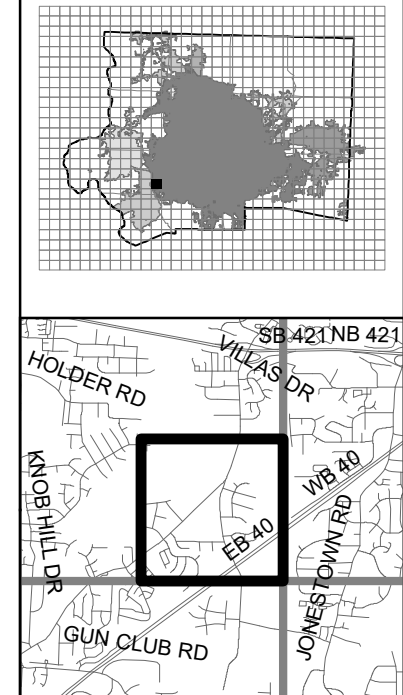 SB 421 NB 421
VILLAS DR
HOLDER RD
KNOB HILL DR
WB 40
EB 40
JONESTOWN RD
GUN CLUB RD